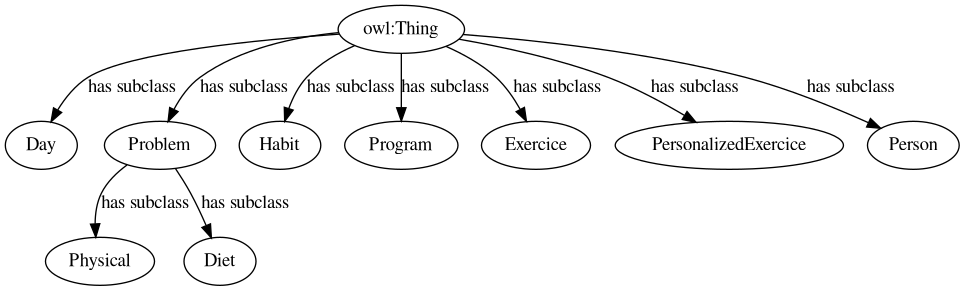 owl:Thing
has subclass has subclass has subclass has subclass has subclass has subclass has subclass
Day Problem Habit Program Exercice PersonalizedExercice Person
has subclass has subclass
Physical Diet